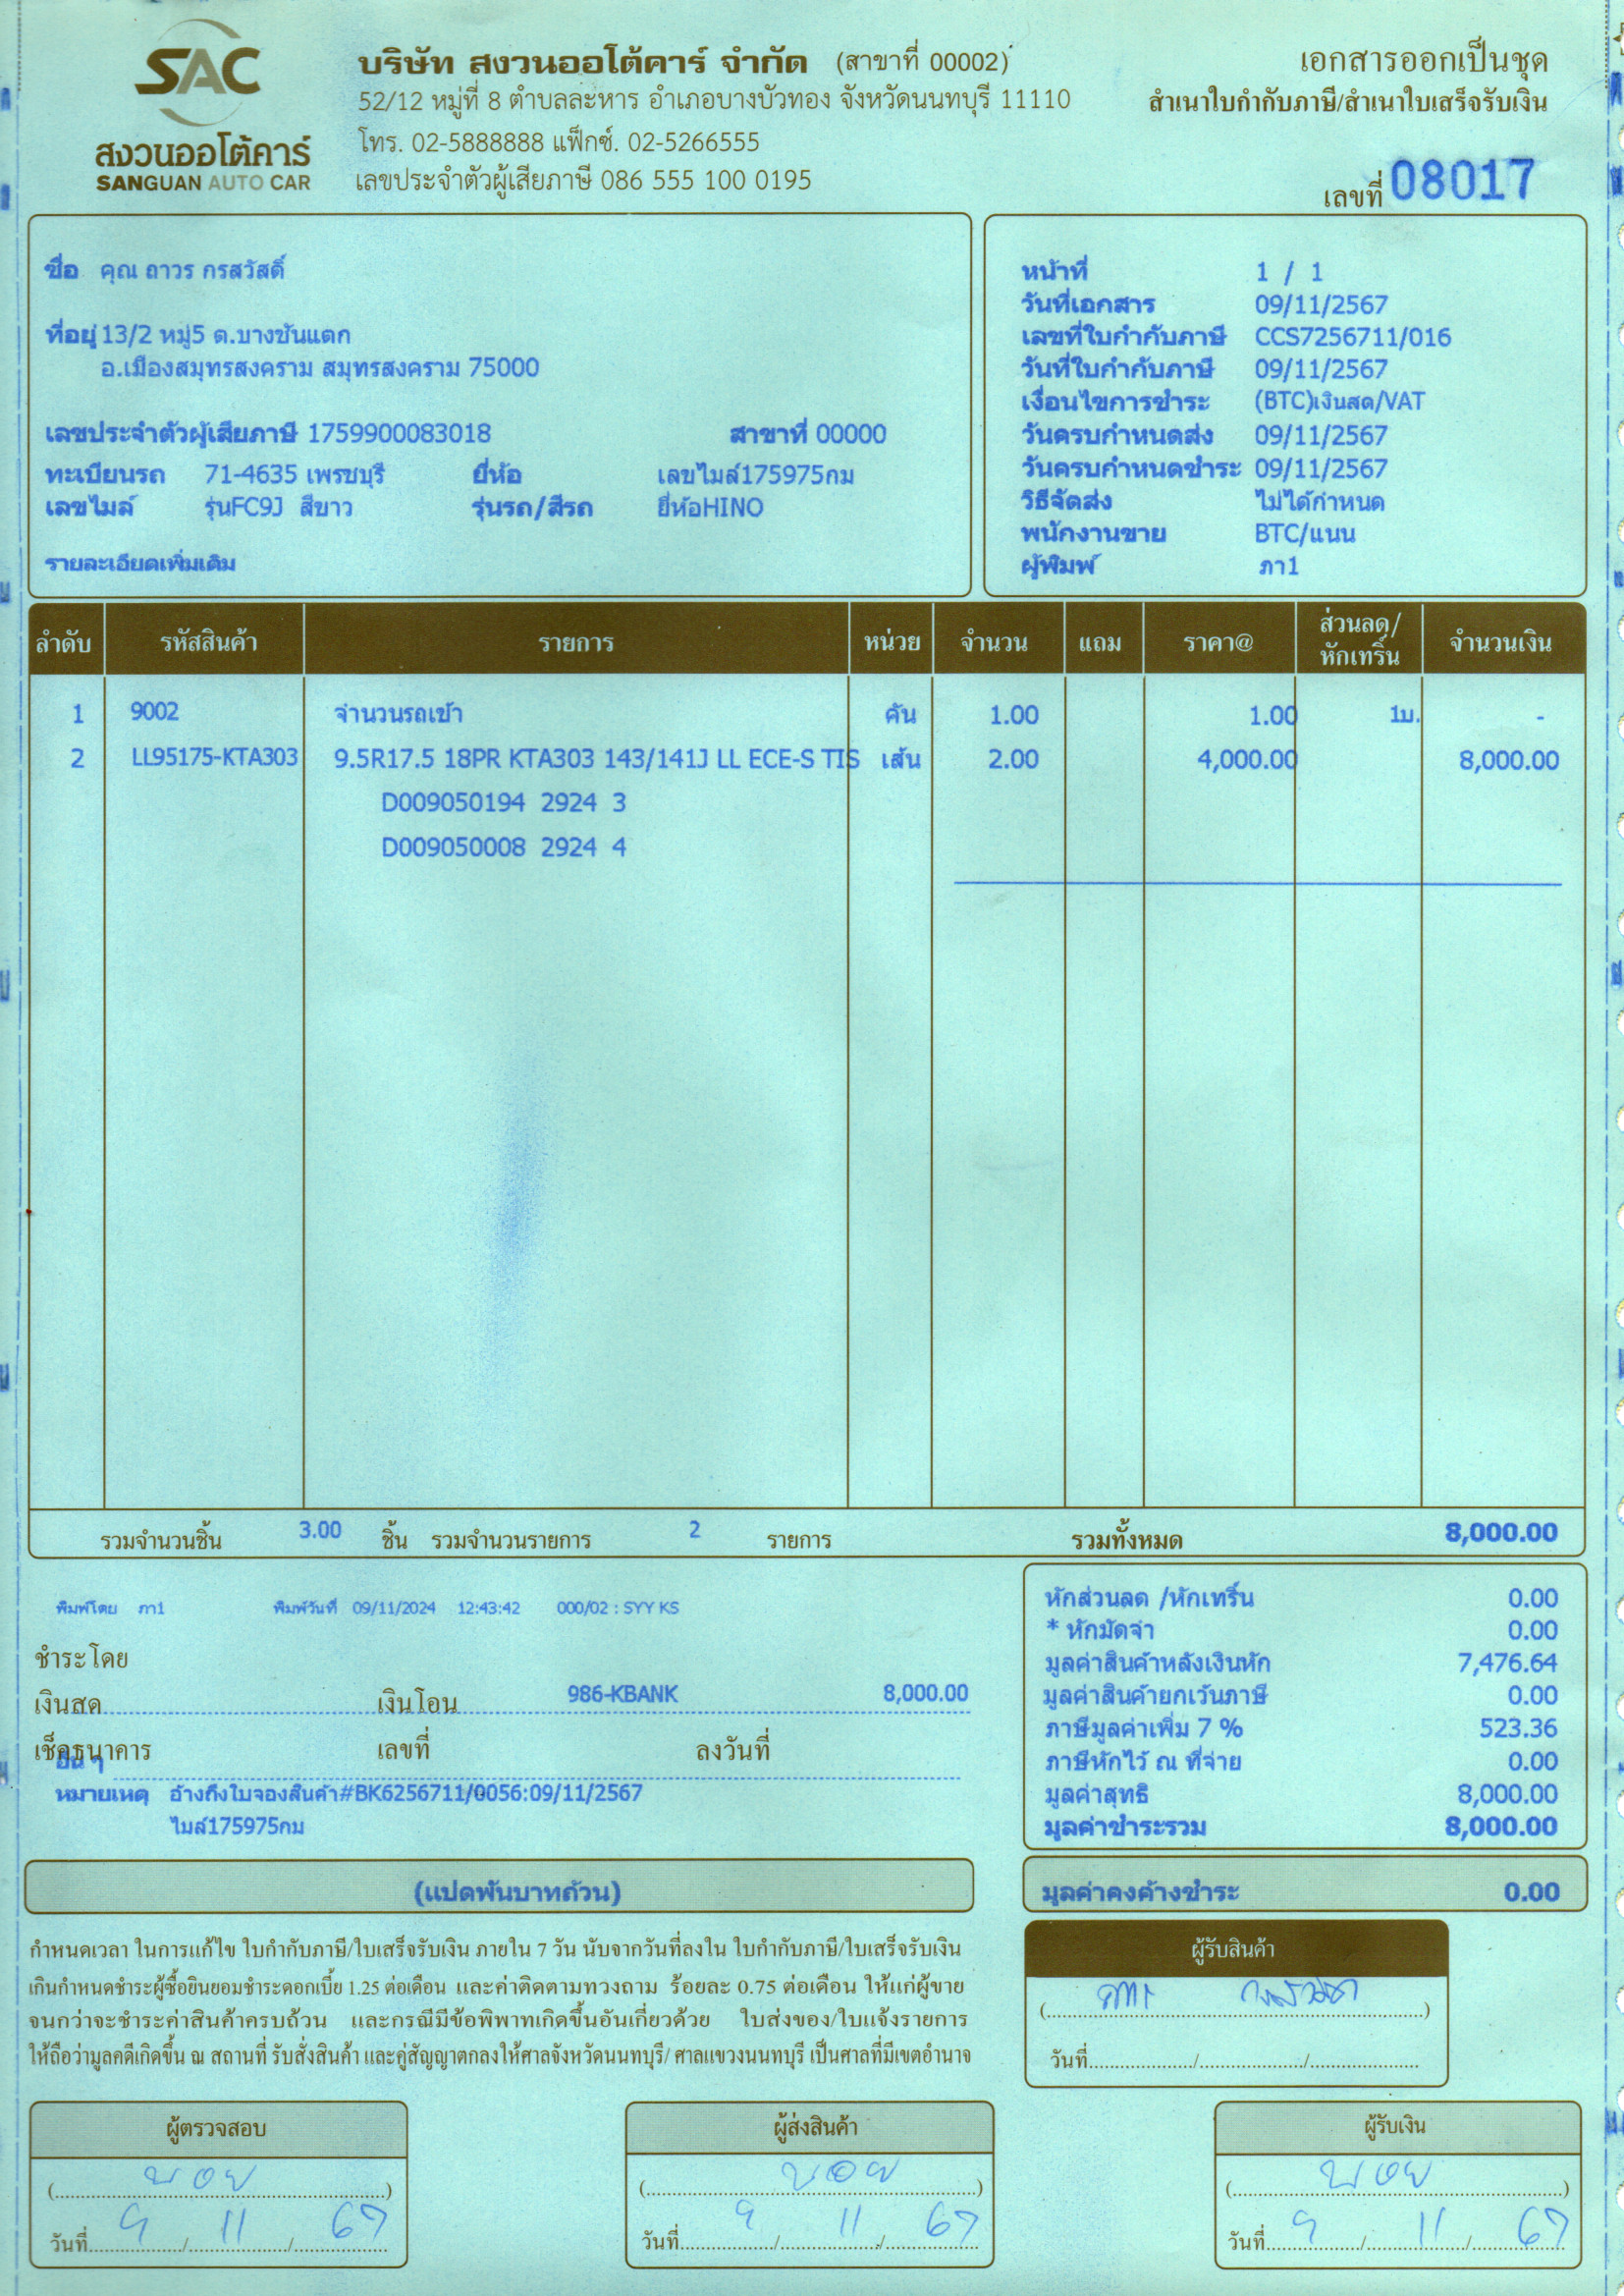 SAC
สงวนออโต้คาร์
SANGUAN AUTO CAR
บริษัท สงวนออโต้คาร์ จำกัด (สาขาที่ 00002)
52/12 หมู่ที่ 8 ตำบลละหาร อำเภอบางบัวทอง จังหวัดนนทบุรี 11110
โทร. 02-5888888 แฟ็กซ์. 02-5266555
เลขประจำตัวผู้เสียภาษี 086 555 100 0195
เอกสารออกเป็นชุด
สำเนาใบกำกับภาษี/สำเนาใบเสร็จรับเงิน
เลขที่ 08017
ชื่อ คุณ ถาวร กรสวัสดิ์
ที่อยู่ 13/2 หมู่5 ต.บางขันแตก
อ.เมืองสมุทรสงคราม สมุทรสงคราม 75000
เลขประจำตัวผู้เสียภาษี 1759900083018 สาขาที่ 00000
ทะเบียนรถ 71-4635 เพรชบุรี ยี่ห้อ เลขไมล์175975กม
เลขไมล์ รุ่นFC9J สีขาว รุ่นรถ/สีรถ ยี่ห้อHINO
รายละเอียดเพิ่มเติม
หน้าที่ 1 / 1
วันที่เอกสาร 09/11/2567
เลขที่ใบกำกับภาษี CCS7256711/016
วันที่ใบกำกับภาษี 09/11/2567
เงื่อนไขการชำระ (BTC)เงินสด/VAT
วันครบกำหนดส่ง 09/11/2567
วันครบกำหนดชำระ 09/11/2567
วิธีจัดส่ง ไม่ได้กำหนด
พนักงานขาย BTC/แนน
ผู้พิมพ์ ภา1
ลำดับ รหัสสินค้า รายการ หน่วย จำนวน แถม ราคา@ ส่วนลด/หักเทริ์น จำนวนเงิน
1 9002 จำนวนรถเข้า คัน 1.00 1.00 1บ. -
2 LL95175-KTA303 9.5R17.5 18PR KTA303 143/141J LL ECE-S TIS เส้น 2.00 4,000.00 8,000.00
D009050194 2924 3
D009050008 2924 4
รวมจำนวนชิ้น 3.00 ชิ้น รวมจำนวนรายการ 2 รายการ รวมทั้งหมด 8,000.00
พิมพ์โดย ภา1 พิมพ์วันที่ 09/11/2024 12:43:42 000/02 : SYY KS
ชำระโดย
เงินสด เงินโอน 986-KBANK 8,000.00
เช็คธนาคาร เลขที่ ลงวันที่
อื่น ๆ
หมายเหตุ อ้างถึงใบจองสินค้า#BK6256711/0056:09/11/2567
ไมล์175975กม
หักส่วนลด /หักเทริ์น 0.00
* หักมัดจำ 0.00
มูลค่าสินค้าหลังเงินหัก 7,476.64
มูลค่าสินค้ายกเว้นภาษี 0.00
ภาษีมูลค่าเพิ่ม 7 % 523.36
ภาษีหักไว้ ณ ที่จ่าย 0.00
มูลค่าสุทธิ 8,000.00
มูลค่าชำระรวม 8,000.00
(แปดพันบาทถ้วน)
มูลค่าคงค้างชำระ 0.00
กำหนดเวลา ในการแก้ไข ใบกำกับภาษี/ใบเสร็จรับเงิน ภายใน 7 วัน นับจากวันที่ลงใน ใบกำกับภาษี/ใบเสร็จรับเงิน
เกินกำหนดชำระผู้ซื้อยินยอมชำระดอกเบี้ย 1.25 ต่อเดือน และค่าติดตามทวงถาม ร้อยละ 0.75 ต่อเดือน ให้แก่ผู้ขาย
จนกว่าจะชำระค่าสินค้าครบถ้วน และกรณีมีข้อพิพาทเกิดขึ้นอันเกี่ยวด้วย ใบส่งของ/ใบแจ้งรายการ
ให้ถือว่ามูลคดีเกิดขึ้น ณ สถานที่ รับสั่งสินค้า และคู่สัญญาตกลงให้ศาลจังหวัดนนทบุรี/ ศาลแขวงนนทบุรี เป็นศาลที่มีเขตอำนาจ
ผู้รับสินค้า
วันที่
ผู้ตรวจสอบ ผู้ส่งสินค้า ผู้รับเงิน
วันที่ 9/11/67 วันที่ 9/11/67 วันที่ 9/11/67